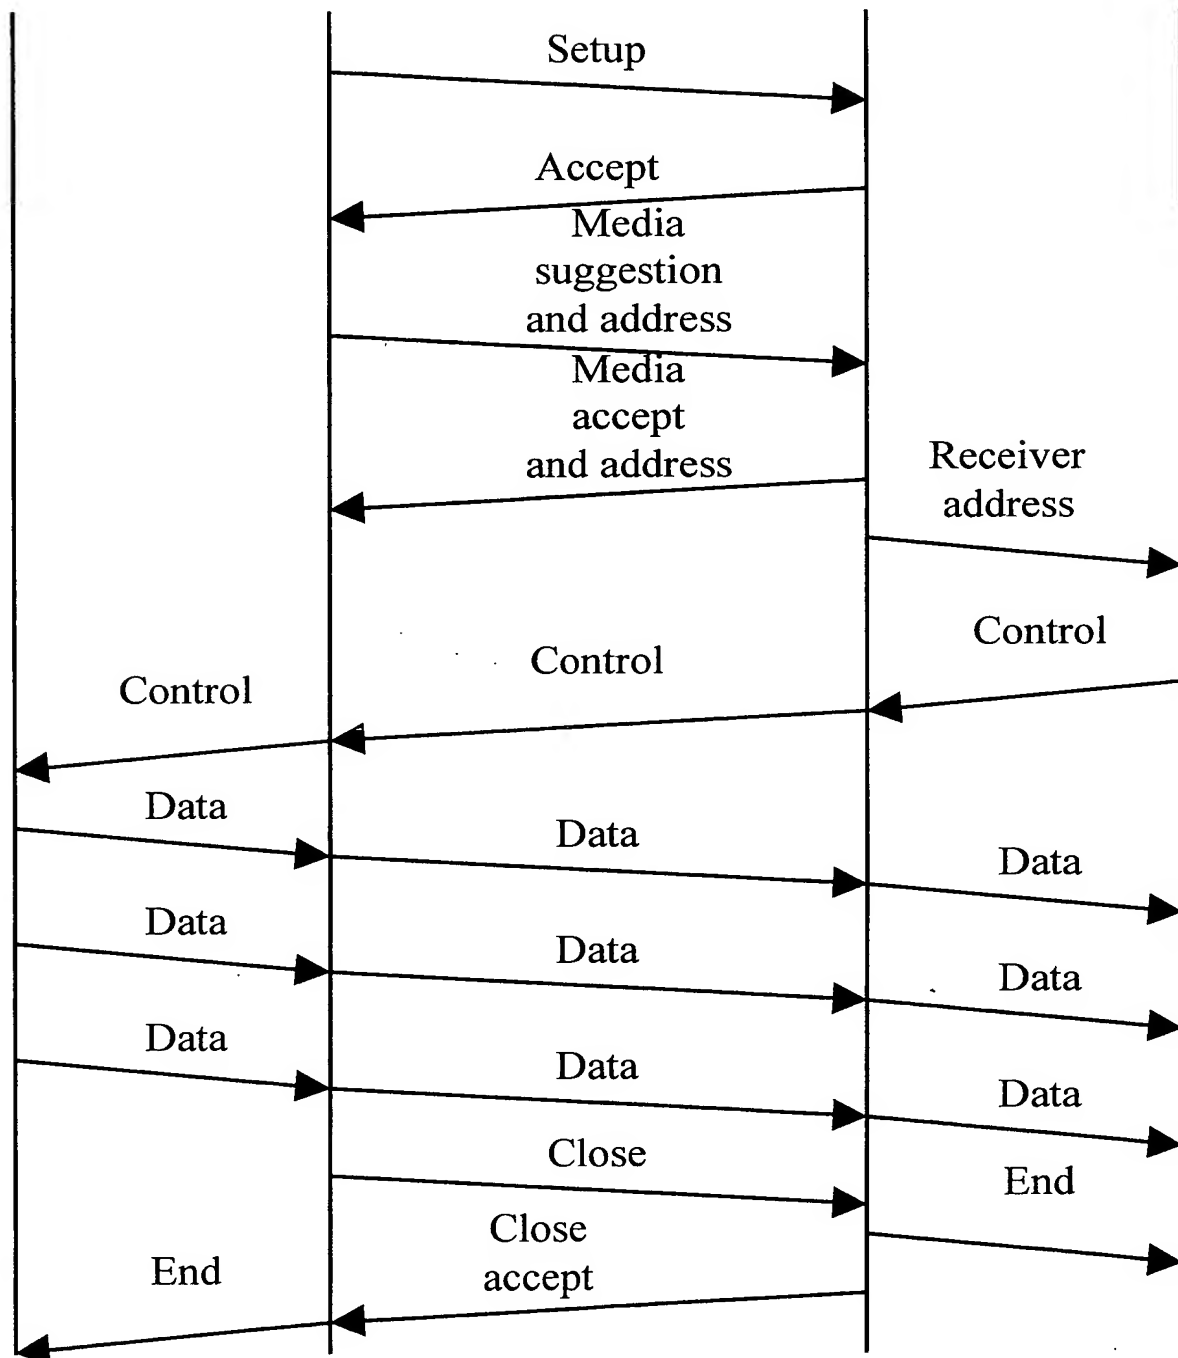 Setup
Accept
Media
suggestion
and address
Media
accept
and address
Receiver
address
Control
Control
Control
Data
Data
Data
Data
Data
Data
Data
Data
Data
Close
End
Close
accept
End